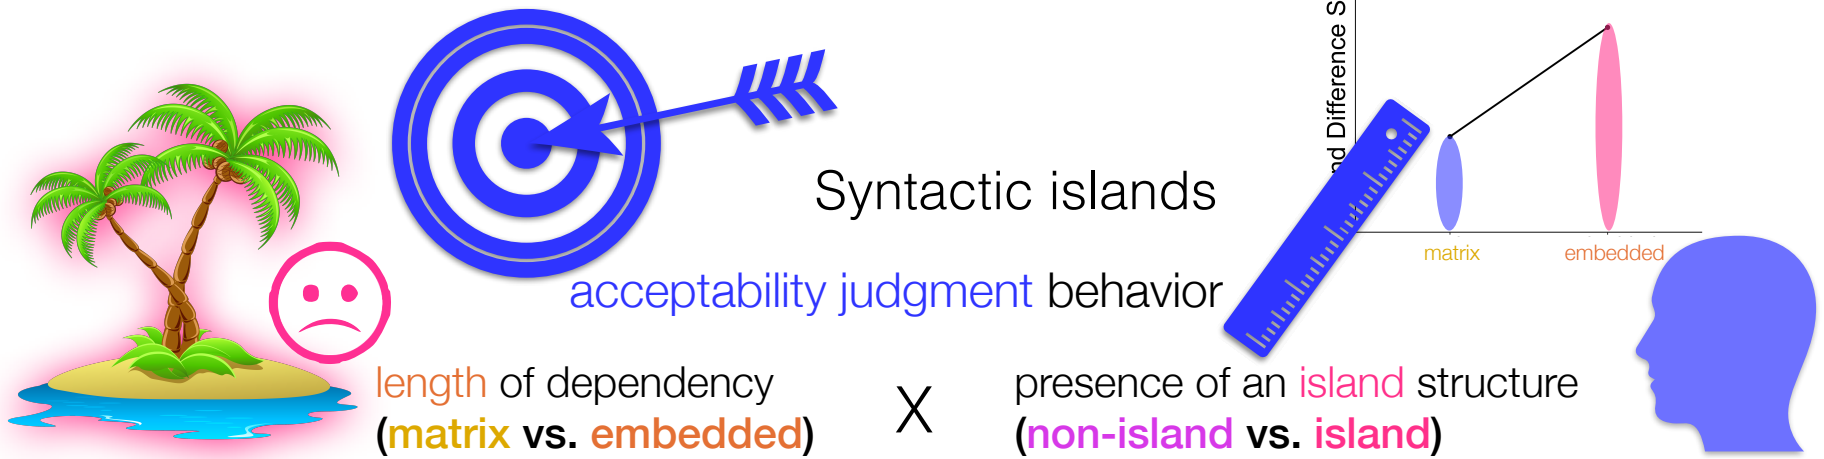 Difference
Syntactic islands
matrix embedded
acceptability judgment behavior
length of dependency X presence of an island structure
(matrix vs. embedded) (non-island vs. island)